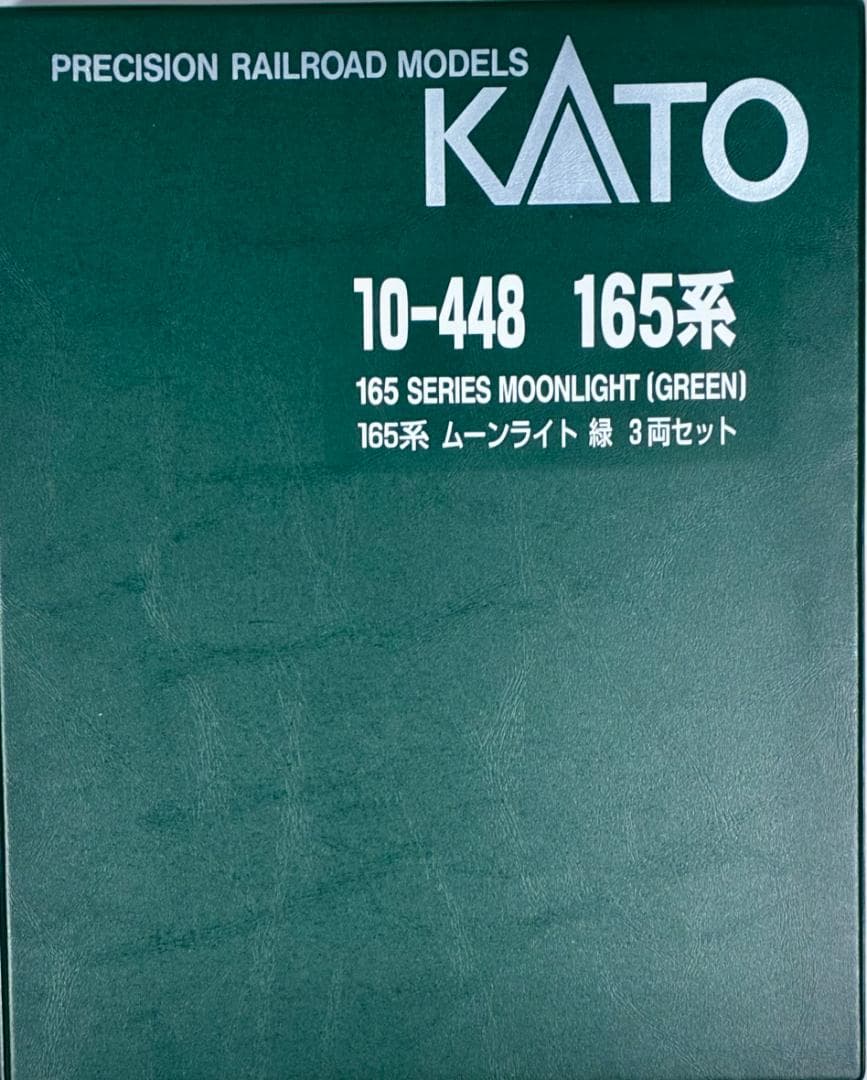 PRECISION RAILROAD MODELS
KATO
10-448 165系
165 SERIES MOONLIGHT (GREEN)
165系 ムーンライト 緑 3両セット